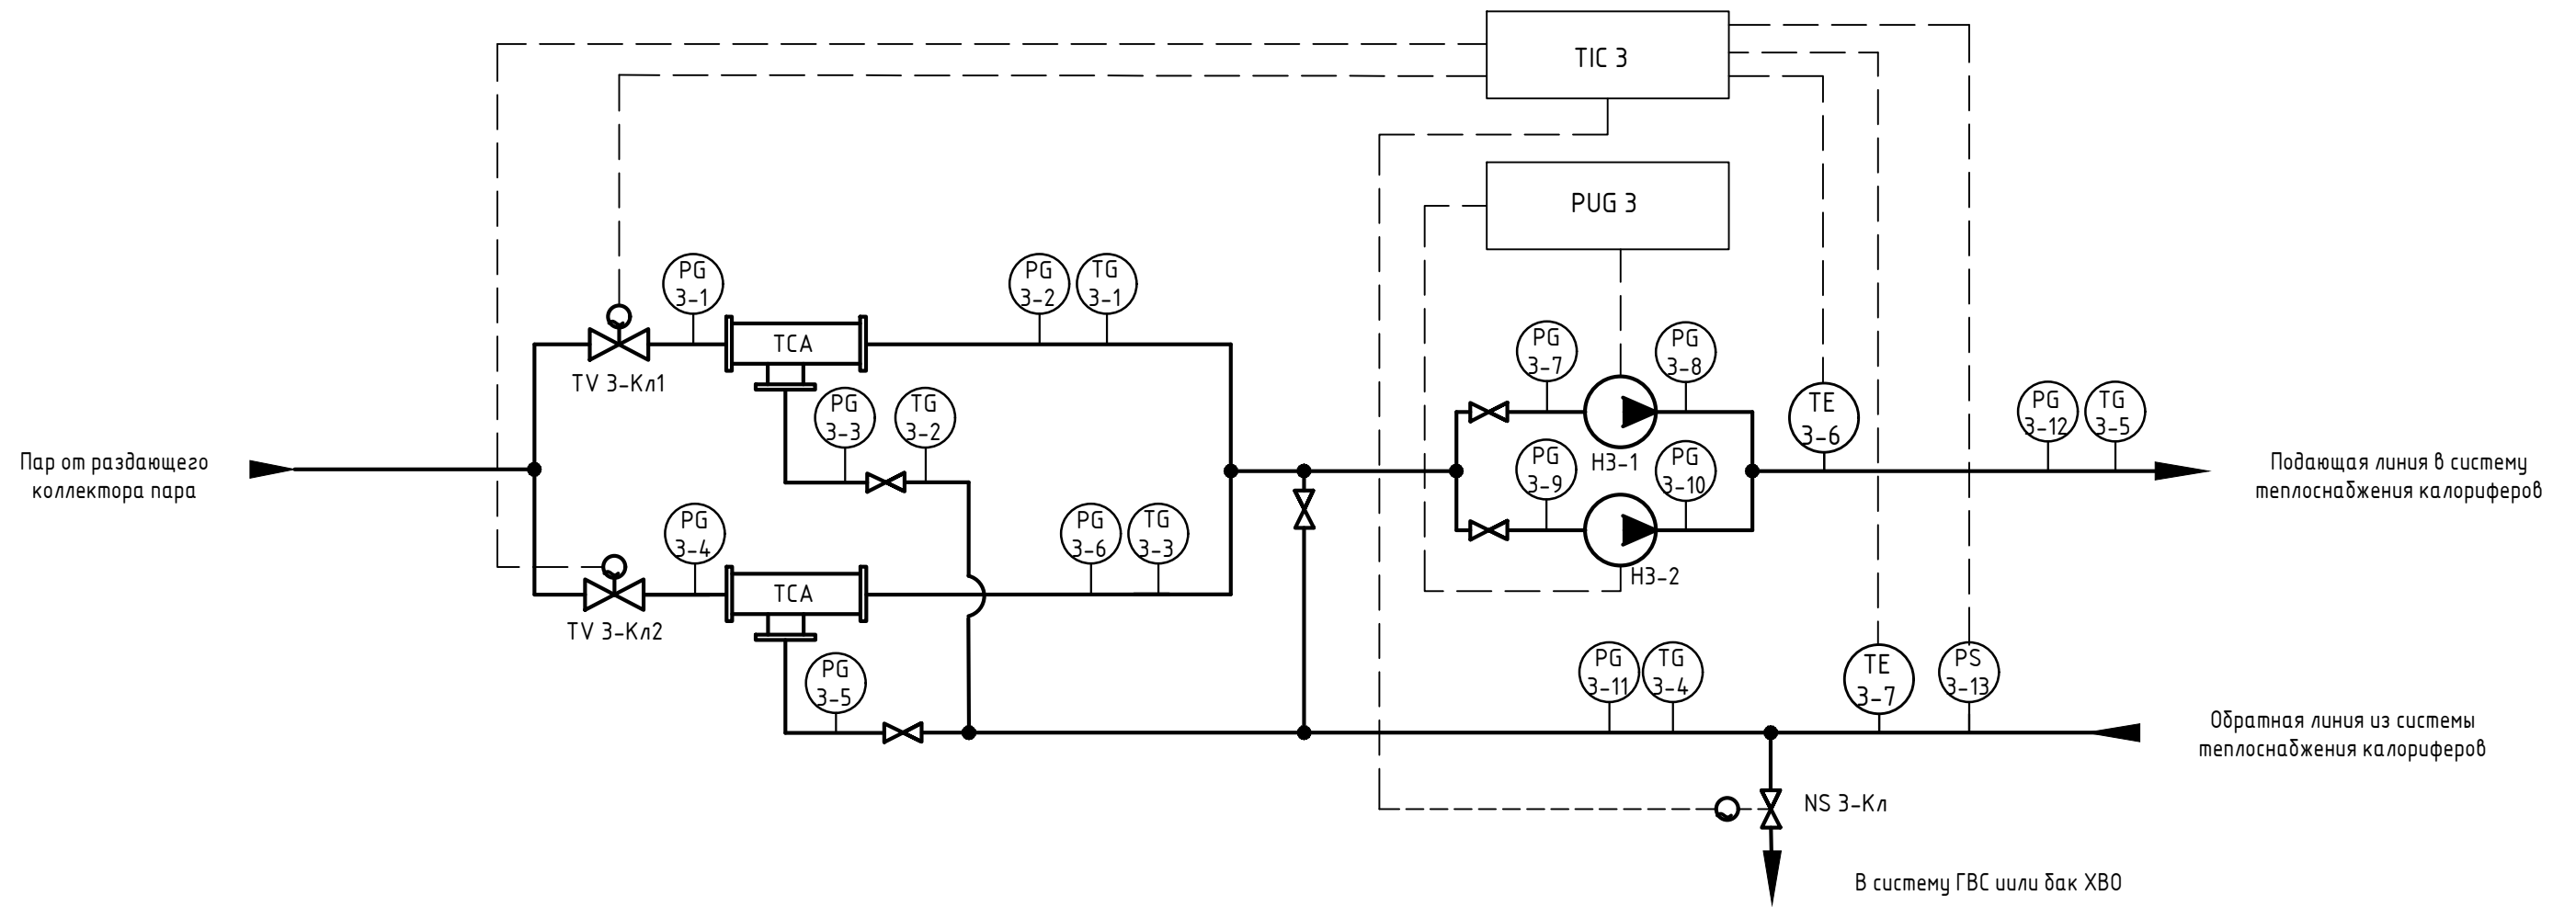 TIC 3
PUG 3
PG
3-1
PG
3-2
TG
3-1
TCA
TV 3-Кл1
PG
3-3
TG
3-2
PG
3-7
PG
3-8
НЗ-1
TE
3-6
PG
3-12
TG
3-5
Пар от раздающего
коллектора пара
PG
3-9
PG
3-10
НЗ-2
Подающая линия в систему
теплоснабжения калориферов
PG
3-4
PG
3-6
TG
3-3
TCA
TV 3-Кл2
PG
3-5
PG
3-11
TG
3-4
TE
3-7
PS
3-13
Обратная линия из системы
теплоснабжения калориферов
NS 3-Кл
В систему ГВС иили бак ХВО